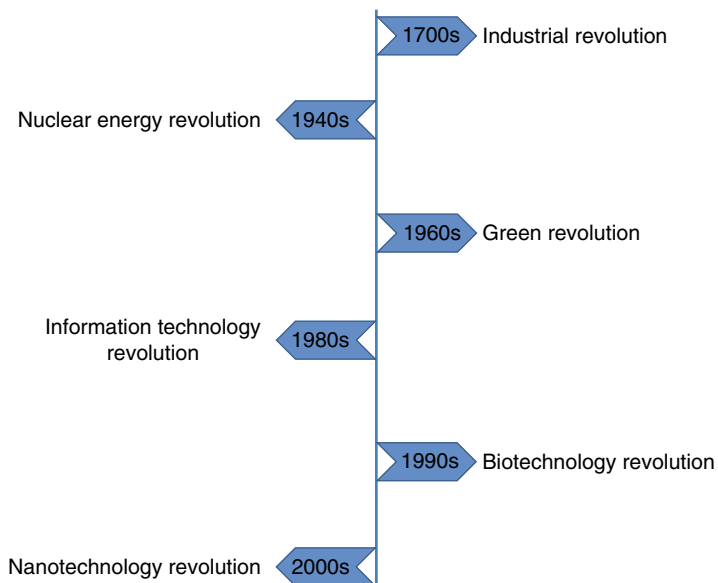 1700s Industrial revolution
Nuclear energy revolution 1940s
1960s Green revolution
Information technology
revolution
1980s
1990s Biotechnology revolution
Nanotechnology revolution 2000s